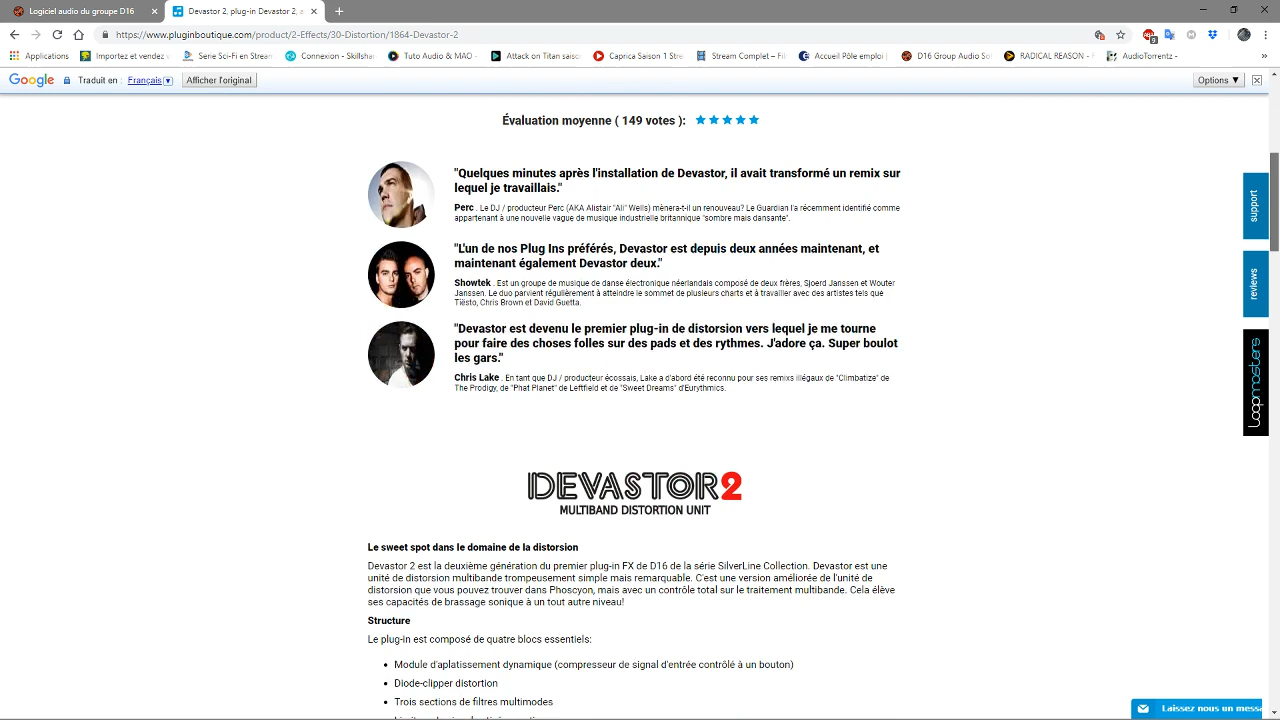 Logiciel audio du groupe D16
Devastor 2, plug-in Devastor 2, a
https://www.pluginboutique.com/product/2-Effects/30-Distortion/1864-Devastor-2
Applications
Importez et vendez v
Serie Sci-Fi en Strea
Connexion - Skillsha
Tuto Audio & MAO -
Attack on Titan saiso
Caprica Saison 1 Stre
Stream Complet – Fil
Accueil Pôle emploi |
D16 Group Audio Sof
RADICAL REASON - F
AudioTorrentz -
Google Traduit en : Français Afficher l'original
Options ▼
Évaluation moyenne ( 149 votes ):
"Quelques minutes après l'installation de Devastor, il avait transformé un remix sur
lequel je travaillais."
Perc . Le DJ / producteur Perc (AKA Alistair "Ali" Wells) mènera-t-il un renouveau? Le Guardian l'a récemment identifié comme
appartenant à une nouvelle vague de musique industrielle britannique "sombre mais dansante".
"L'un de nos Plug Ins préférés, Devastor est depuis deux années maintenant, et
maintenant également Devastor deux."
Showtek . Est un groupe de musique de danse électronique néerlandais composé de deux frères, Sjoerd Janssen et Wouter
Janssen. Le duo parvient régulièrement à atteindre le sommet de plusieurs charts et à travailler avec des artistes tels que
Tiësto, Chris Brown et David Guetta.
"Devastor est devenu le premier plug-in de distorsion vers lequel je me tourne
pour faire des choses folles sur des pads et des rythmes. J'adore ça. Super boulot
les gars."
Chris Lake . En tant que DJ / producteur écossais, Lake a d'abord été reconnu pour ses remixs illégaux de "Climbatize" de
The Prodigy, de "Phat Planet" de Leftfield et de "Sweet Dreams" d'Eurythmics.
support
reviews
Loopmasters
DEVASTOR2
MULTIBAND DISTORTION UNIT
Le sweet spot dans le domaine de la distorsion
Devastor 2 est la deuxième génération du premier plug-in FX de D16 de la série SilverLine Collection. Devastor est une
unité de distorsion multibande trompeusement simple mais remarquable. C'est une version améliorée de l'unité de
distorsion que vous pouvez trouver dans Phoscyon, mais avec un contrôle total sur le traitement multibande. Cela élève
ses capacités de brassage sonique à un tout autre niveau!
Structure
Le plug-in est composé de quatre blocs essentiels:
• Module d'aplatissement dynamique (compresseur de signal d'entrée contrôlé à un bouton)
• Diode-clipper distortion
• Trois sections de filtres multimodes
Laissez nous un messa